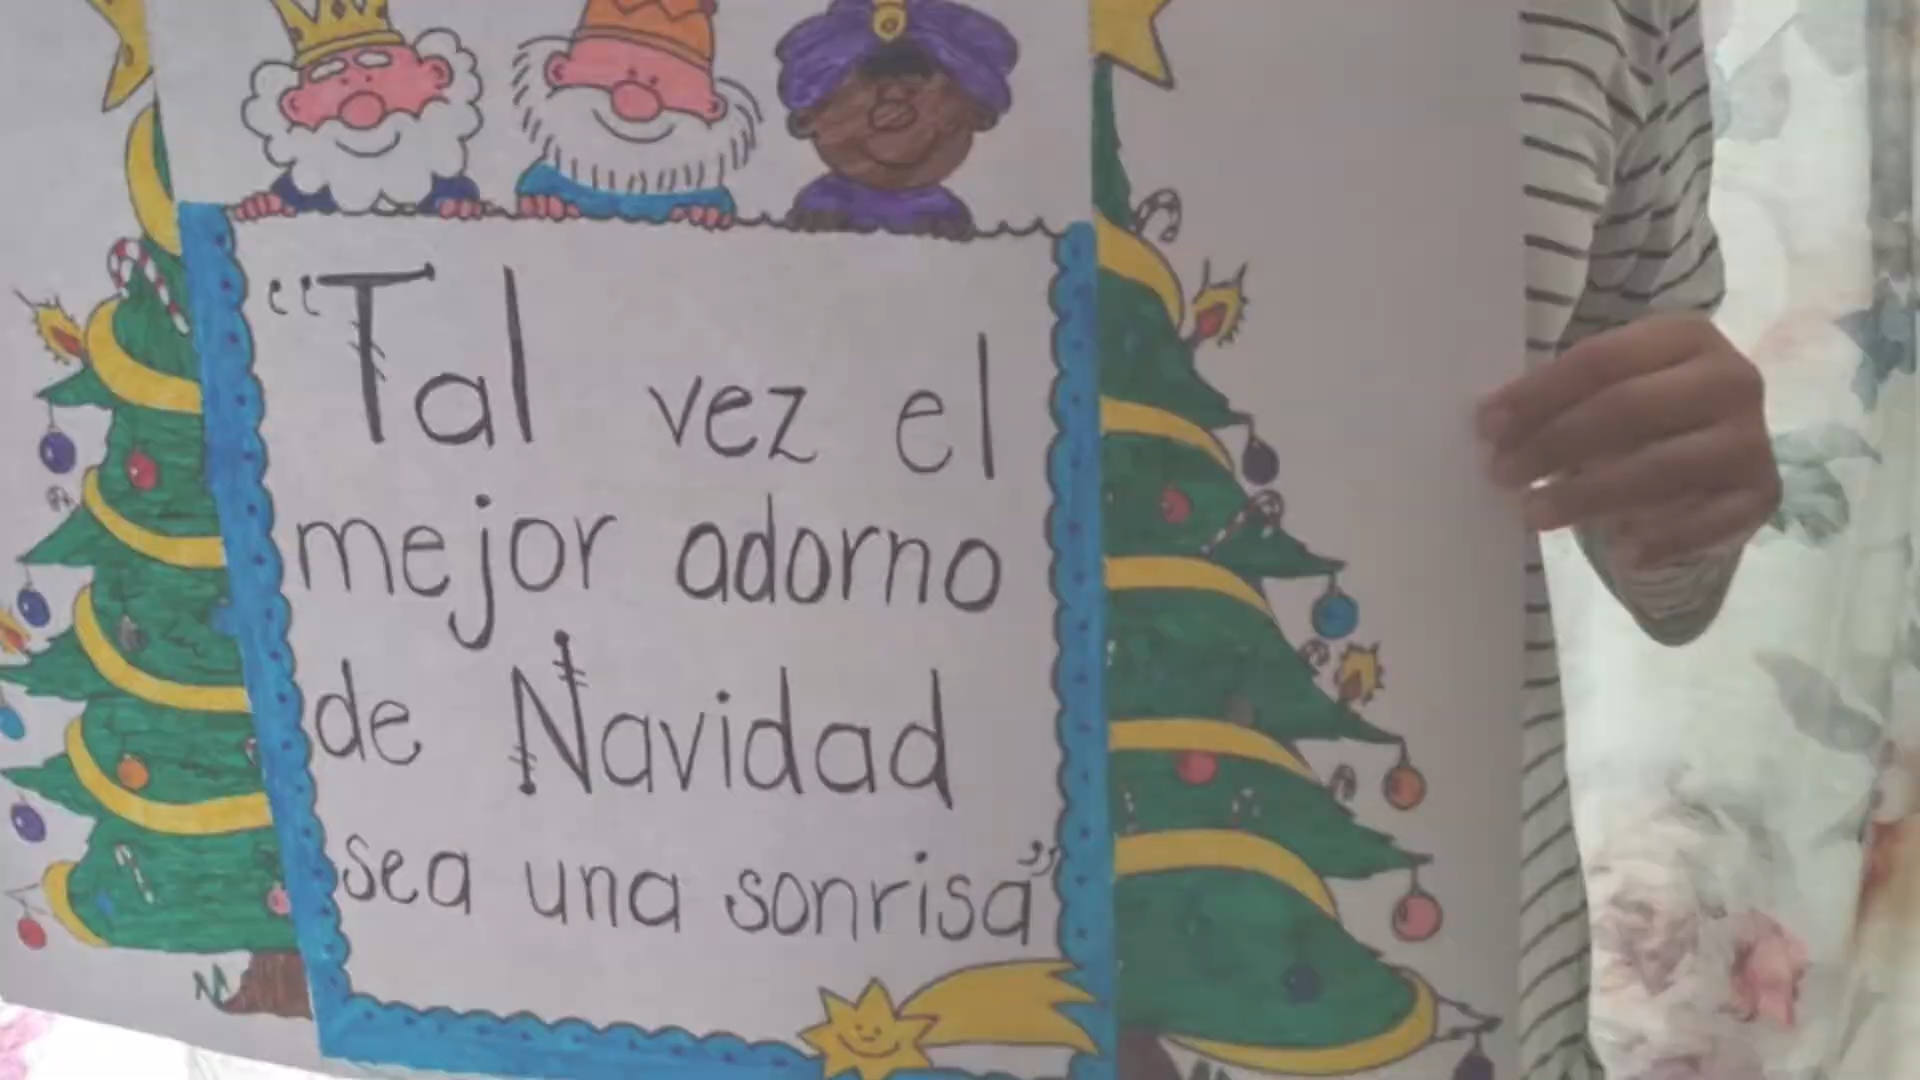 “Tal vez el
mejor adorno
de Navidad
sea una sonrisa”